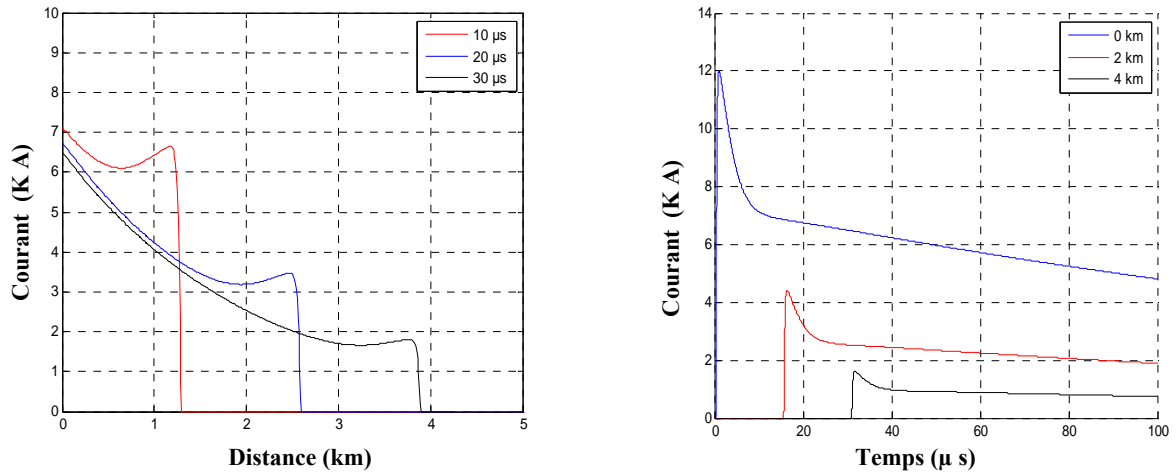 10
9
8
7
6
5
4
3
2
1
0
0 1 2 3 4 5
10 µs
20 µs
30 µs
Courant (K A)
Distance (km)
14
12
10
8
6
4
2
0
0 20 40 60 80 100
0 km
2 km
4 km
Courant (K A)
Temps (µ s)